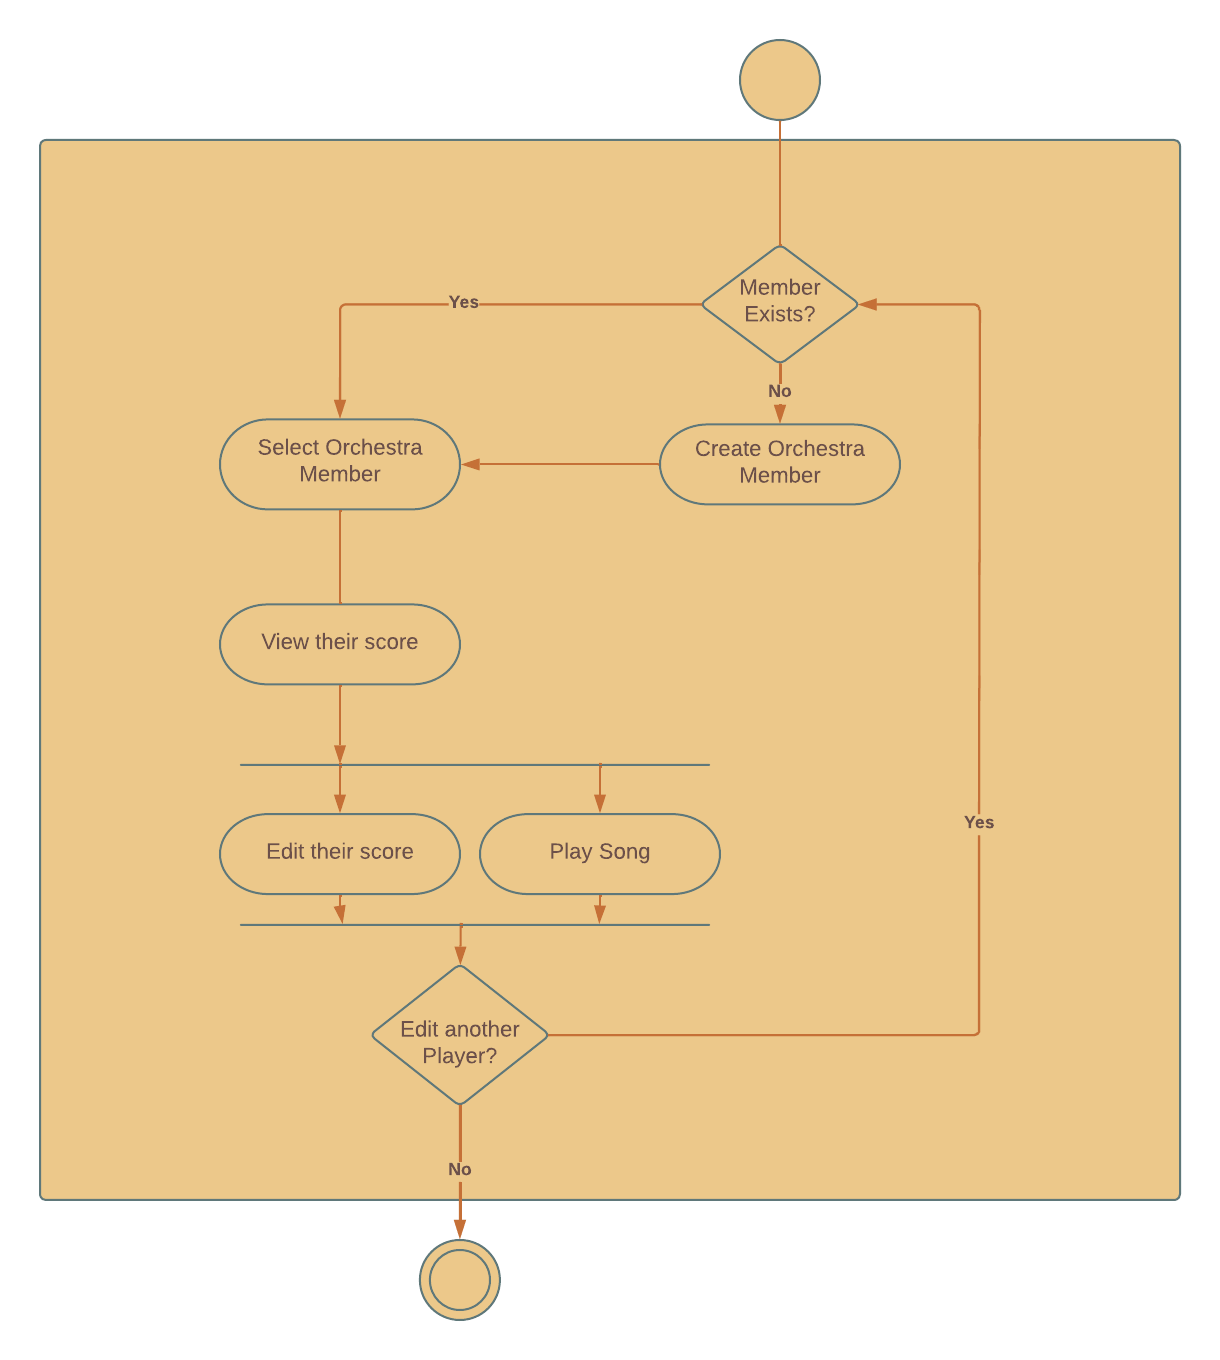 Member
Exists?
Yes
No
Select Orchestra
Member
Create Orchestra
Member
View their score
Edit their score
Play Song
Yes
Edit another
Player?
No